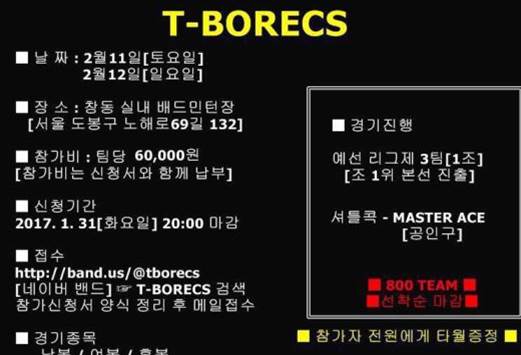 T-BORECS
■ 날 짜 : 2월11일[토요일]
2월12일[일요일]
■ 장 소 : 창동 실내 배드민턴장
[서울 도봉구 노해로69길 132]
■ 참가비 : 팀당 60,000원
[참가비는 신청서와 함께 납부]
■ 신청기간
2017. 1. 31[화요일] 20:00 마감
■ 접수
http://band.us/@tborecs
[네이버 밴드] ☞ T-BORECS 검색
참가신청서 양식 정리 후 메일접수
■ 경기종목
남복 / 여복 / 혼복
■ 경기진행
예선 리그제 3팀[1조]
[조 1위 본선 진출]
셔틀콕 - MASTER ACE
[공인구]
■ 800 TEAM ■
■선착순 마감■
■ 참가자 전원에게 타월증정 ■